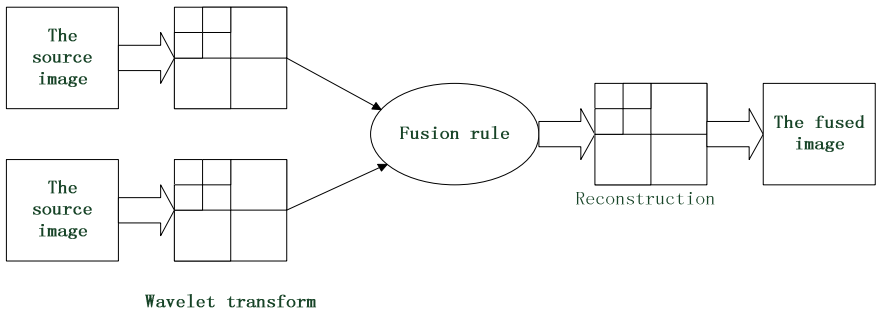 The
source
image
Fusion rule
The fused
image
Reconstruction
The
source
image
Wavelet transform